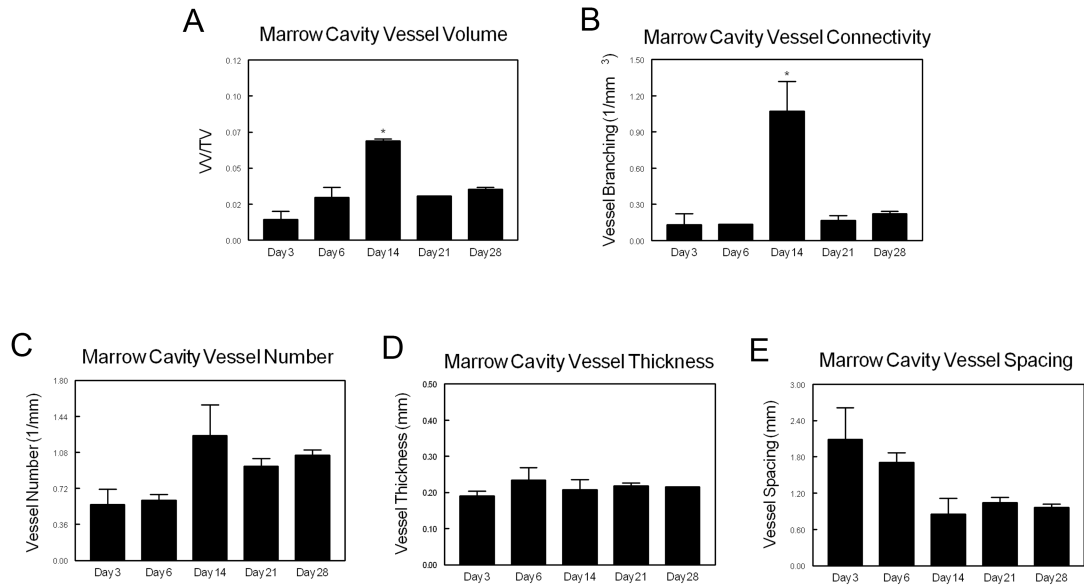 A
Marrow Cavity Vessel Volume
VV/TV
0.12
0.10
0.07
0.05
0.02
0.00
*
Day3 Day6 Day14 Day21 Day28
B
Marrow Cavity Vessel Connectivity
Vessel Branching (1/mm 3)
1.50
1.20
0.90
0.60
0.30
0.00
*
Day3 Day6 Day14 Day21 Day28
C
Marrow Cavity Vessel Number
Vessel Number (1/mm)
1.80
1.44
1.08
0.72
0.36
0.00
Day3 Day6 Day14 Day21 Day28
D
Marrow Cavity Vessel Thickness
Vessel Thickness (mm)
0.50
0.40
0.30
0.20
0.10
0.00
Day3 Day6 Day14 Day21 Day28
E
Marrow Cavity Vessel Spacing
Vessel Spacing (mm)
3.00
2.40
1.80
1.20
0.60
0.00
Day3 Day6 Day14 Day21 Day28